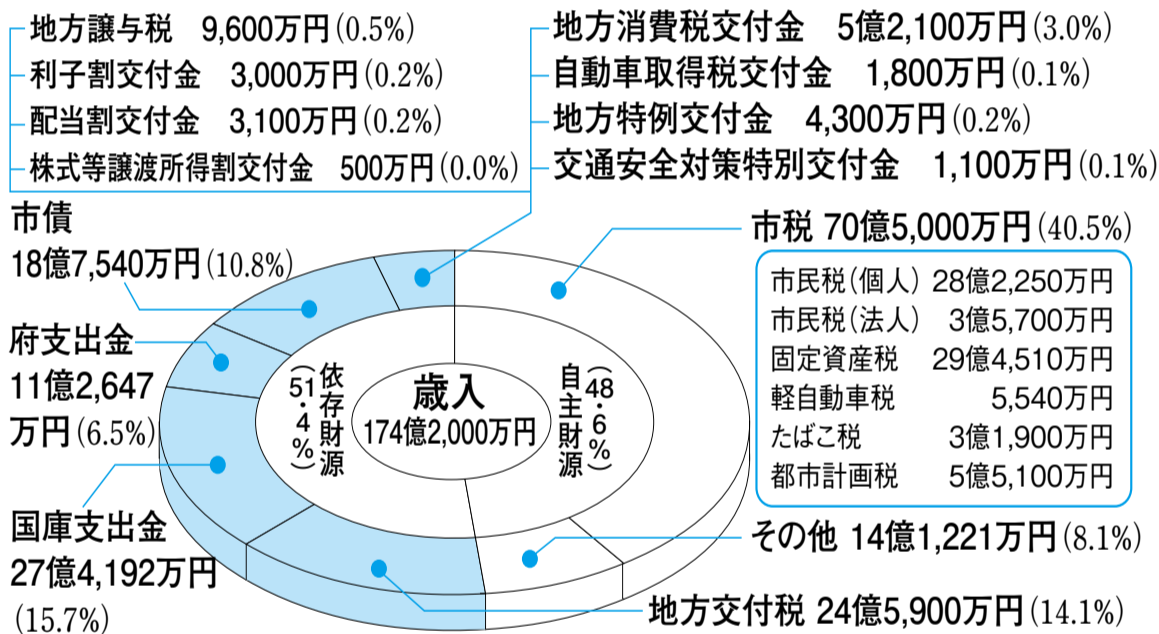 地方譲与税 9,600万円(0.5%)
利子割交付金 3,000万円(0.2%)
配当割交付金 3,100万円(0.2%)
株式等譲渡所得割交付金 500万円(0.0%)
地方消費税交付金 5億2,100万円(3.0%)
自動車取得税交付金 1,800万円(0.1%)
地方特例交付金 4,300万円(0.2%)
交通安全対策特別交付金 1,100万円(0.1%)
市債
18億7,540万円(10.8%)
府支出金
11億2,647
万円(6.5%)
国庫支出金
27億4,192万円
(15.7%)
依存財源
(51・4%)
歳入
174億2,000万円
自主財源
(48・6%)
市税 70億5,000万円(40.5%)
市民税(個人) 28億2,250万円
市民税(法人) 3億5,700万円
固定資産税 29億4,510万円
軽自動車税 5,540万円
たばこ税 3億1,900万円
都市計画税 5億5,100万円
その他 14億1,221万円(8.1%)
地方交付税 24億5,900万円(14.1%)